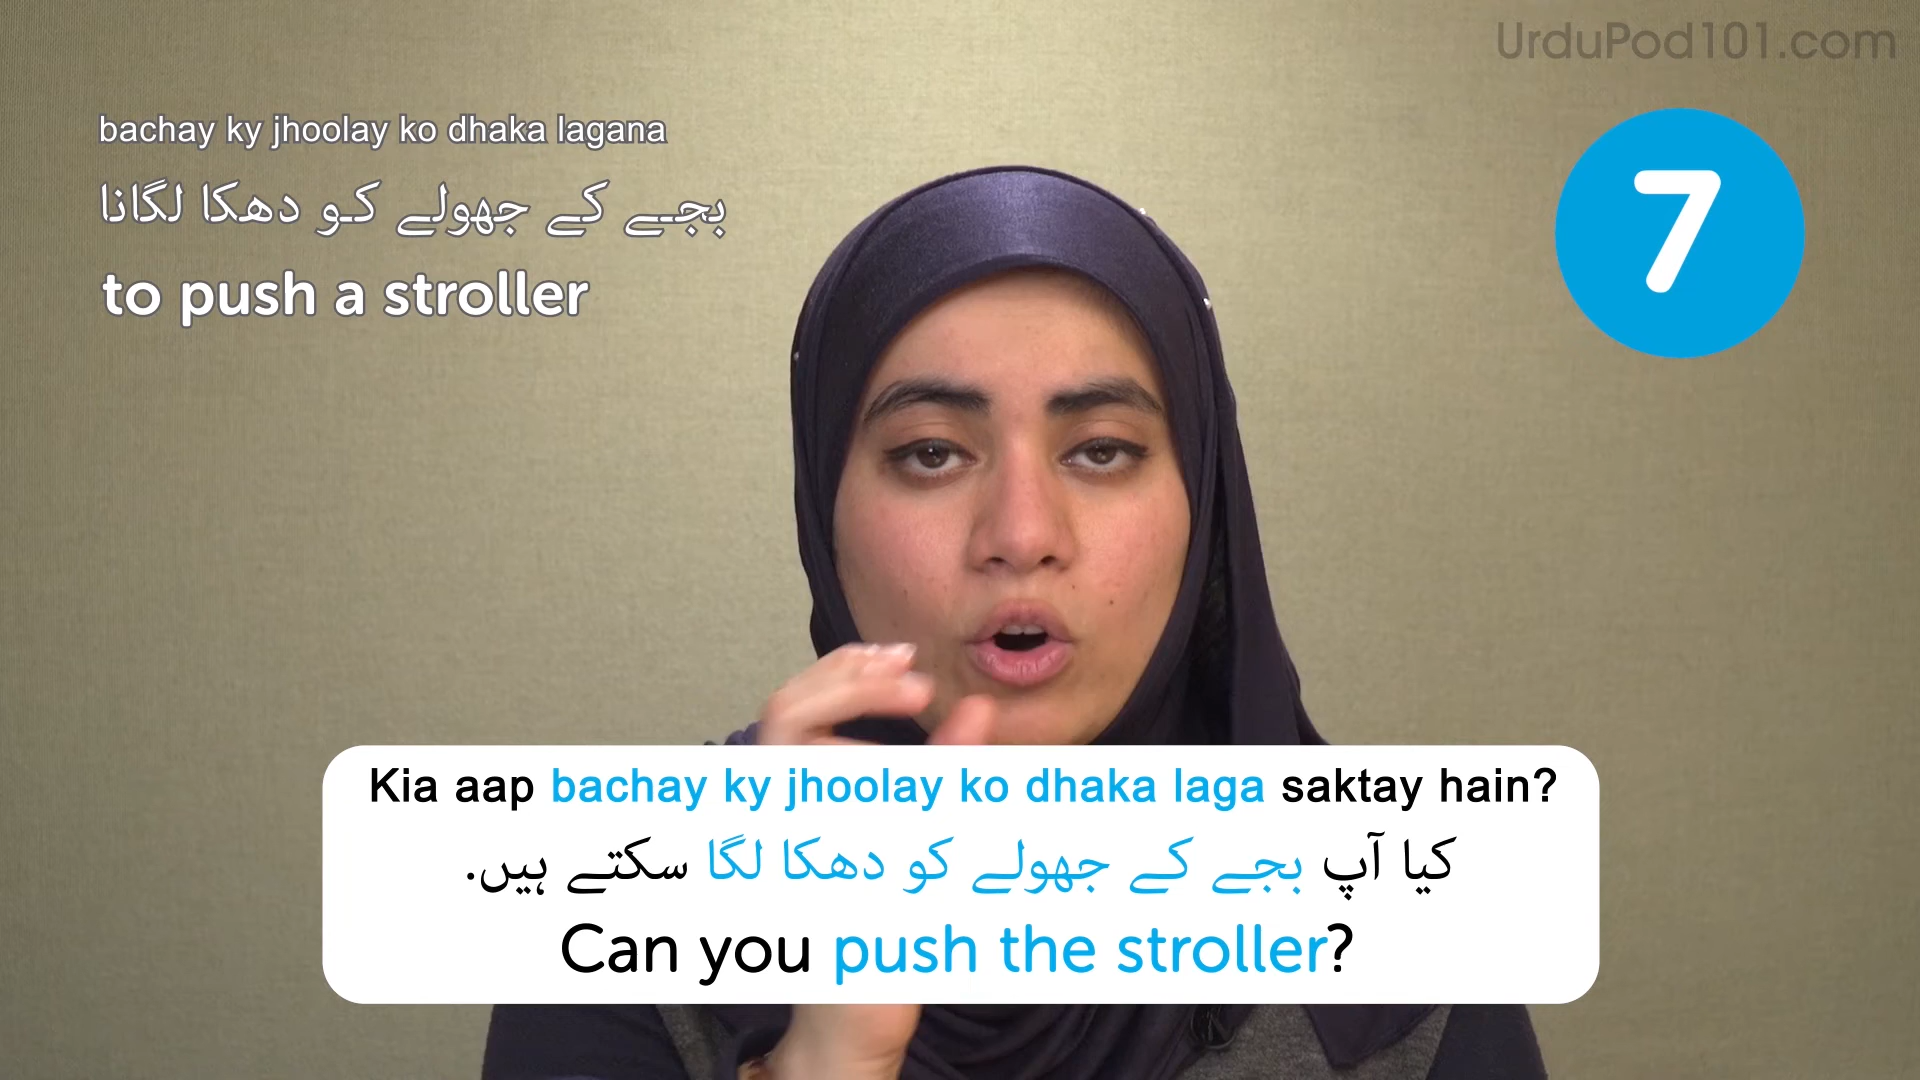 UrduPod101.com
bachay ky jhoolay ko dhaka lagana
بچے کے جھولے کو دھکا لگانا
to push a stroller
7
Kia aap bachay ky jhoolay ko dhaka laga saktay hain?
کیا آپ بچے کے جھولے کو دھکا لگا سکتے ہیں.
Can you push the stroller?